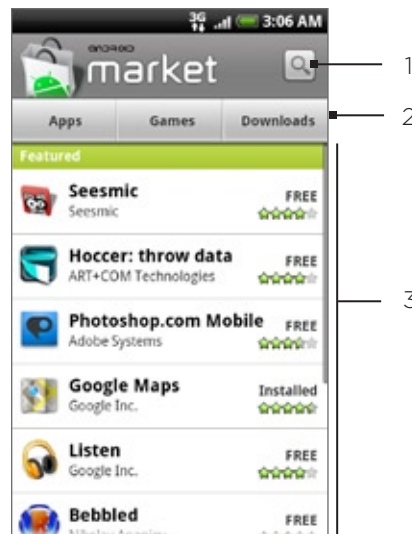 3G 3:06 AM
android
market
1
Apps Games Downloads
2
Featured
Seesmic
FREE
Seesmic
Hoccer: throw data
FREE
ART+COM Technologies
3
Photoshop.com Mobile
FREE
Adobe Systems
Google Maps
Installed
Google Inc.
Listen
FREE
Google Inc.
Bebbled
FREE